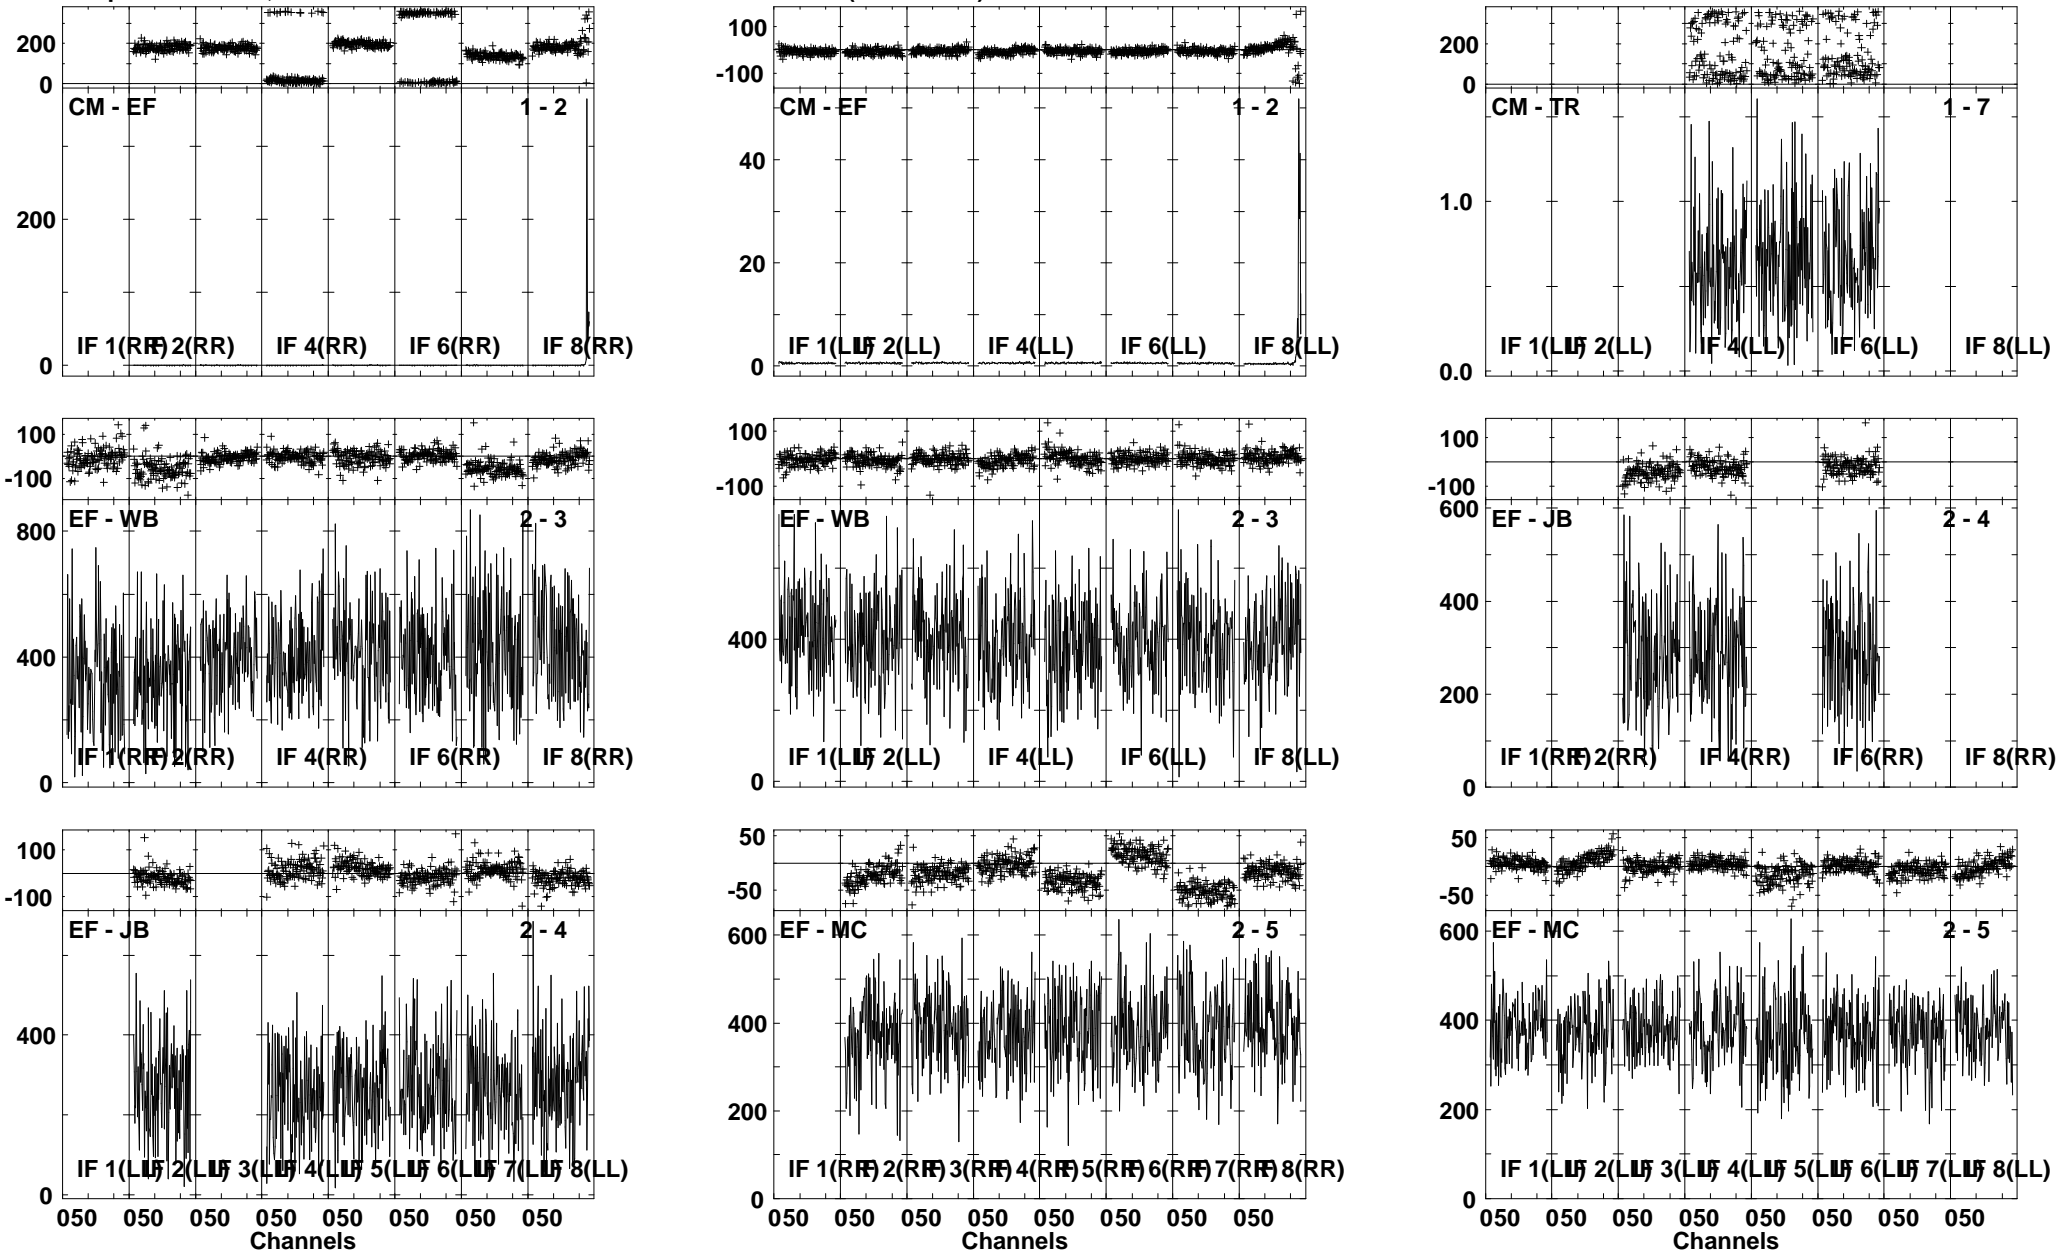 200
0
CM - EF 1 - 2
200
0
IF 1(RR) IF 2(RR) IF 4(RR) IF 6(RR) IF 8(RR)
100
-100
CM - EF 1 - 2
40
20
0
IF 1(LL) IF 2(LL) IF 4(LL) IF 6(LL) IF 8(LL)
200
0
CM - TR 1 - 7
1.0
0.0
IF 1(LL) IF 2(LL) IF 4(LL) IF 6(LL) IF 8(LL)
100
-100
EF - WB 2 - 3
800
400
0
IF 1(RR) IF 2(RR) IF 4(RR) IF 6(RR) IF 8(RR)
100
-100
EF - WB 2 - 3
400
0
IF 1(LL) IF 2(LL) IF 4(LL) IF 6(LL) IF 8(LL)
100
-100
EF - JB 2 - 4
600
400
200
0
IF 1(RR) IF 2(RR) IF 4(RR) IF 6(RR) IF 8(RR)
100
-100
EF - JB 2 - 4
400
0
IF 1(LL) IF 2(LL) IF 3(LL) IF 4(LL) IF 5(LL) IF 6(LL) IF 7(LL) IF 8(LL)
050 050 050 050 050 050 050 050
Channels
50
-50
EF - MC 2 - 5
600
400
200
0
IF 1(RR) IF 2(RR) IF 3(RR) IF 4(RR) IF 5(RR) IF 6(RR) IF 7(RR) IF 8(RR)
050 050 050 050 050 050 050 050
Channels
50
-50
EF - MC 2 - 5
600
400
200
0
IF 1(LL) IF 2(LL) IF 3(LL) IF 4(LL) IF 5(LL) IF 6(LL) IF 7(LL) IF 8(LL)
050 050 050 050 050 050 050 050
Channels